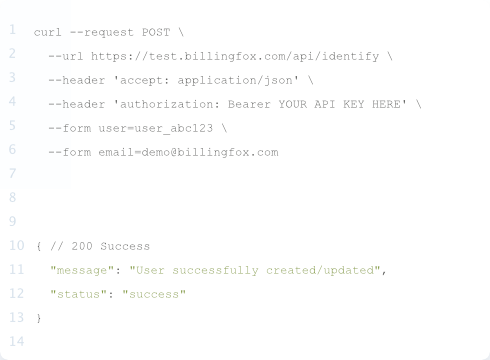 1 curl --request POST \
2 --url https://test.billingfox.com/api/identify \
3 --header 'accept: application/json' \
4 --header 'authorization: Bearer YOUR API KEY HERE' \
5 --form user=user_abc123 \
6 --form email=demo@billingfox.com
7
8
9
10 { // 200 Success
11 "message": "User successfully created/updated",
12 "status": "success"
13 }
14